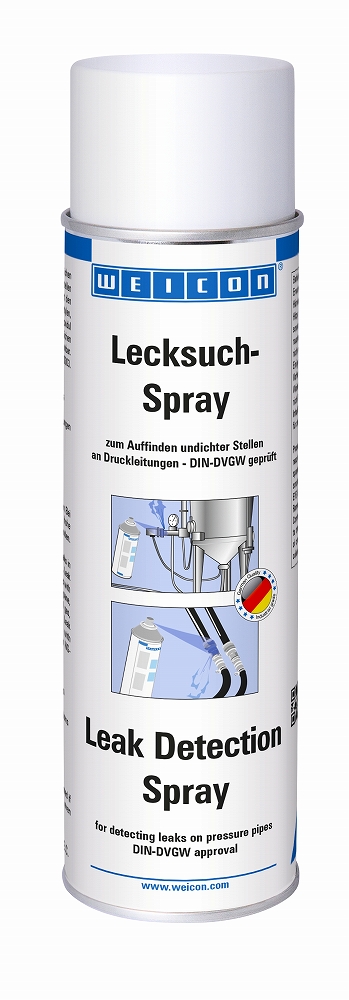 WEICON®
Lecksuch-
Spray
zum Auffinden undichter Stellen
an Druckleitungen - DIN-DVGW geprüft
Leak Detection
Spray
for detecting leaks on pressure pipes
DIN-DVGW approval
www.weicon.com